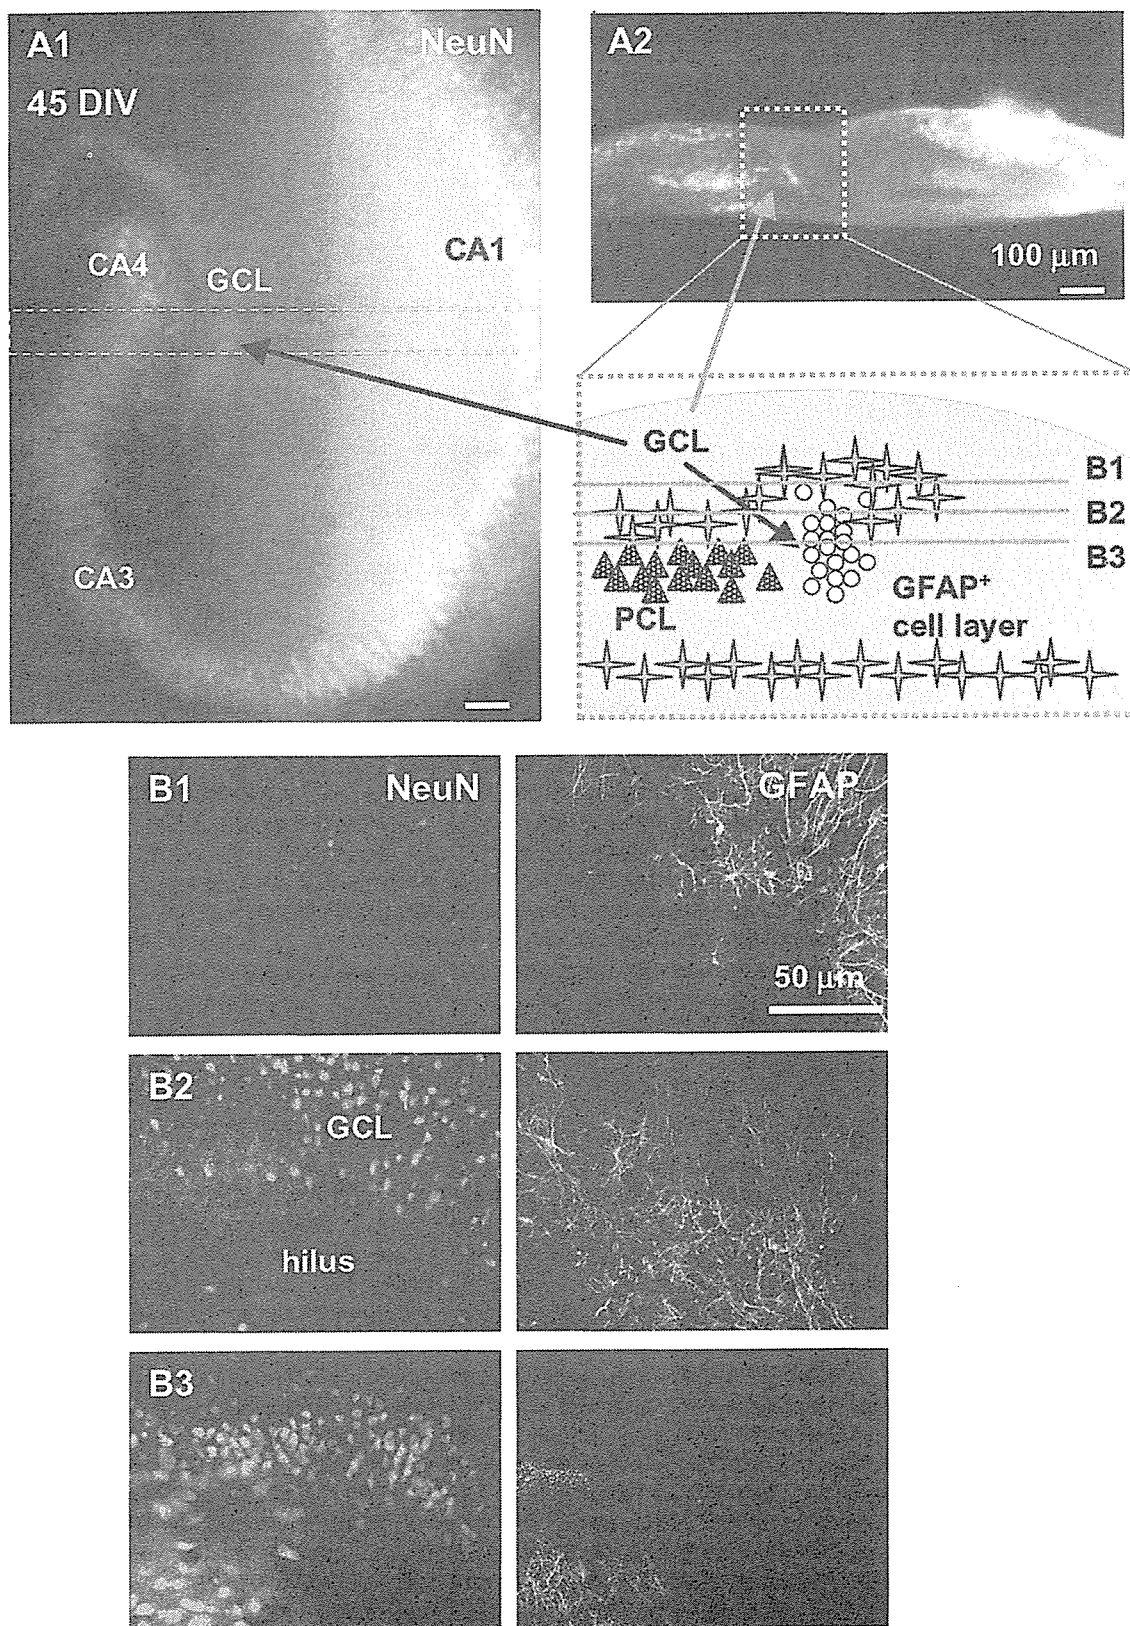 A1
NeuN
45 DIV
CA4
GCL
CA1
CA3
A2
100 μm
GCL
B1
B2
B3
PCL
GFAP+
cell layer
B1
NeuN
GFAP
50 μm
B2
GCL
hilus
B3